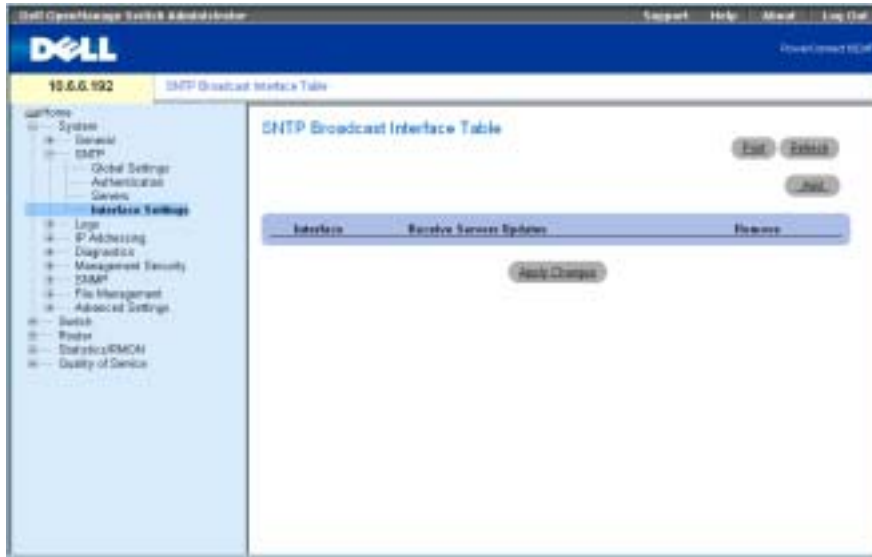 Dell OpenManage Switch Administrator
Support Help About Log Out
DELL
PowerConnect
10.6.6.192
SNTP Broadcast Interface Table
Home
System
General
SNTP
Global Settings
Authentication
Servers
Interface Settings
Logs
IP Addressing
Diagnostics
Management Security
SNMP
File Management
Advanced Settings
Switch
Router
Statistics/RMON
Quality of Service
SNTP Broadcast Interface Table
Print Refresh
Add
Interface Receive Servers Updates Remove
Apply Changes